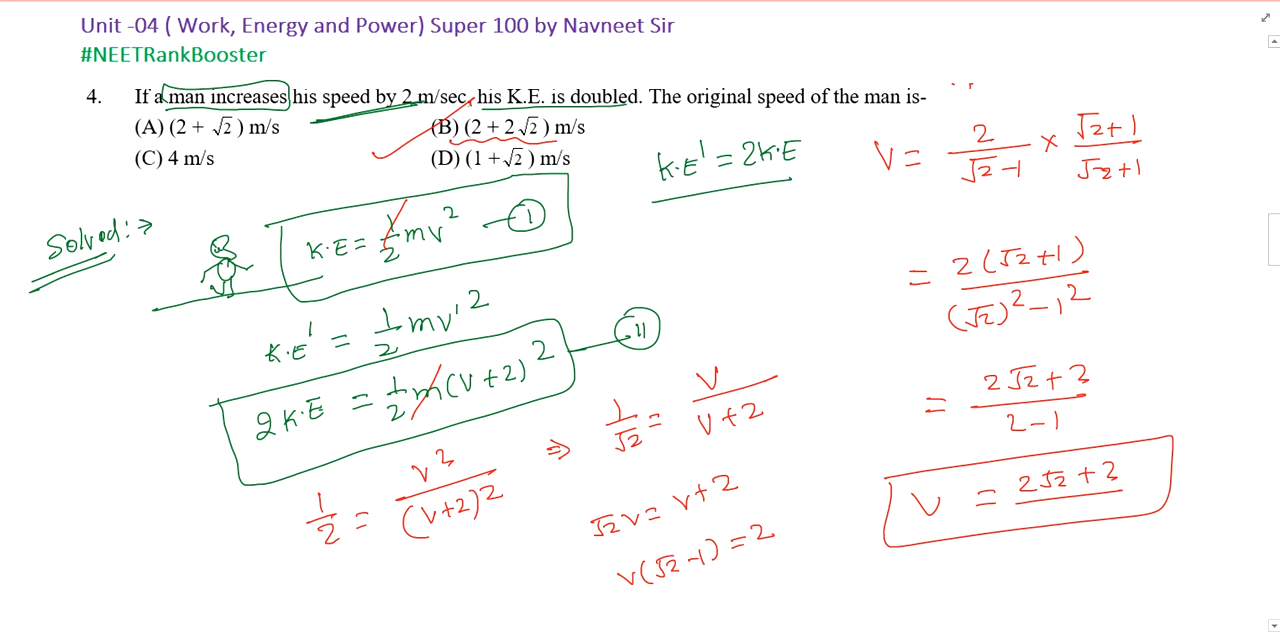 Unit -04 ( Work, Energy and Power) Super 100 by Navneet Sir
#NEETRankBooster
4. If a man increases his speed by 2 m/sec, his K.E. is doubled. The original speed of the man is-
(A) (2 + √2) m/s (B) (2 + 2√2) m/s
(C) 4 m/s (D) (1 + √2) m/s
Solved:⇒
K.E = 1/2 mv² — I
K.E' = 1/2 mv'²
2K.E = 1/2 m(v+2)² — II
1/2 = v²/(v+2)²
⇒ 1/√2 = v/(v+2)
√2v = v+2
v(√2-1) = 2
K.E' = 2K.E
V = 2/(√2-1) × (√2+1)/(√2+1)
= 2(√2+1)/((√2)²-1²)
= (2√2+2)/(2-1)
V = 2√2+2